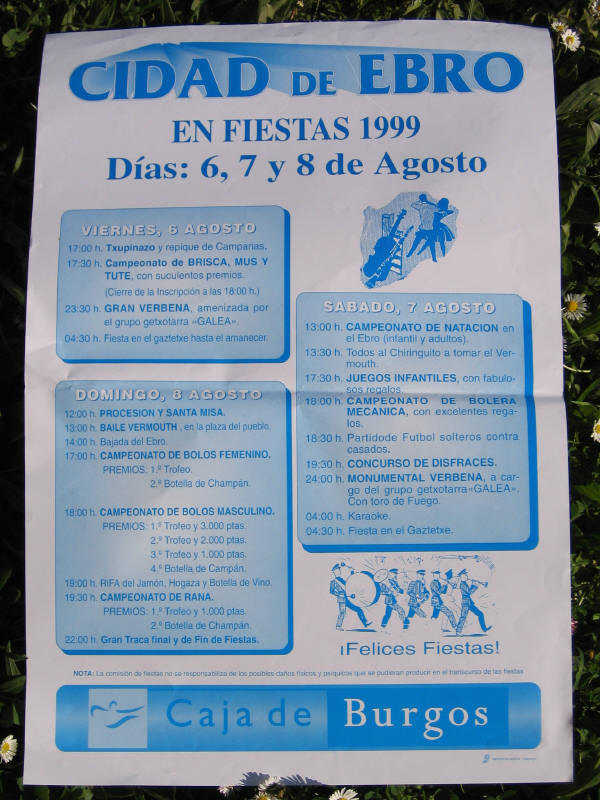 CIDAD DE EBRO
EN FIESTAS 1999
Días: 6, 7 y 8 de Agosto
VIERNES, 6 AGOSTO
17:00 h. Txupinazo y repique de Campanas.
17:30 h. Campeonato de BRISCA, MUS Y
TUTE, con suculentos premios.
(Cierre de la Inscripción a las 18:00 h.)
23:30 h. GRAN VERBENA, amenizada por
el grupo getxotarra «GALEA».
04:30 h. Fiesta en el gaztetxe hasta el amanecer.
SABADO, 7 AGOSTO
13:00 h. CAMPEONATO DE NATACION en
el Ebro (infantil y adultos).
13:30 h. Todos al Chiringuito a tomar el Ver-
mouth.
17:30 h. JUEGOS INFANTILES, con fabulo-
sos regalos.
18:00 h. CAMPEONATO DE BOLERA
MECANICA, con excelentes rega-
los.
18:30 h. Partidode Futbol solteros contra
casados.
19:30 h. CONCURSO DE DISFRACES.
24:00 h. MONUMENTAL VERBENA, a car-
go del grupo getxotarra«GALEA».
Con toro de Fuego.
04:00 h. Karaoke.
04:30 h. Fiesta en el Gaztetxe.
DOMINGO, 8 AGOSTO
12:00 h. PROCESION Y SANTA MISA.
13:00 h. BAILE VERMOUTH , en la plaza del pueblo.
14:00 h. Bajada del Ebro.
17:00 h. CAMPEONATO DE BOLOS FEMENINO.
PREMIOS: 1.º Trofeo.
2.º Botella de Champán.
18:00 h. CAMPEONATO DE BOLOS MASCULINO.
PREMIOS: 1.º Trofeo y 3.000 ptas.
2.º Trofeo y 2.000 ptas.
3.º Trofeo y 1.000 ptas.
4.º Botella de Campán.
19:00 h. RIFA del Jamón, Hogaza y Botella de Vino.
19:30 h. CAMPEONATO DE RANA.
PREMIOS: 1.º Trofeo y 1.000 ptas.
2.º Botella de Champán.
22:00 h. Gran Traca final y de Fin de Fiestas.
¡Felices Fiestas!
NOTA: La comisión de fiestas no se responsabiliza de los posibles daños físicos y psíquicos que se pudieran producir en el transcurso de las fiestas
Caja de Burgos